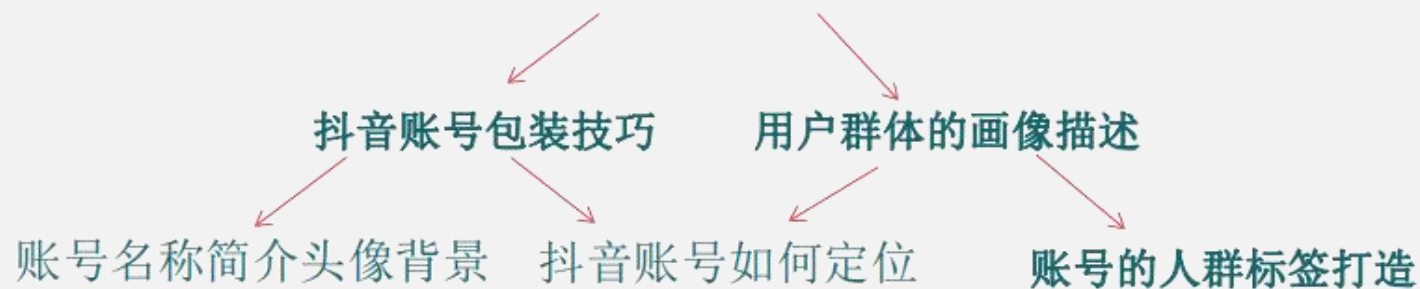 抖音账号包装技巧
用户群体的画像描述
账号名称简介头像背景
抖音账号如何定位
账号的人群标签打造